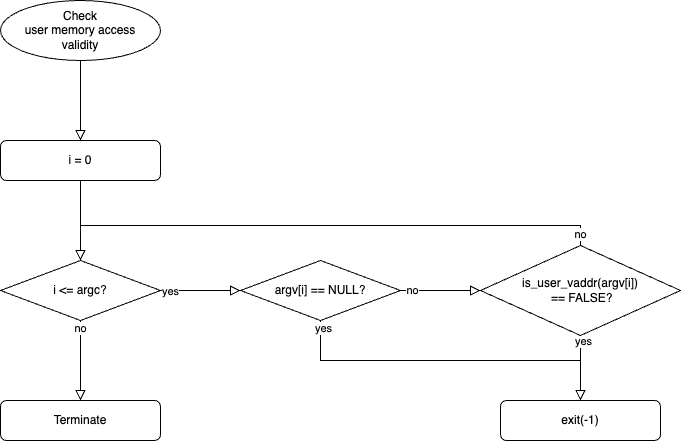 Check
user memory access
validity
i = 0
no
i <= argc?
yes
argv[i] == NULL?
no
is_user_vaddr(argv[i])
== FALSE?
no
yes
yes
Terminate
exit(-1)